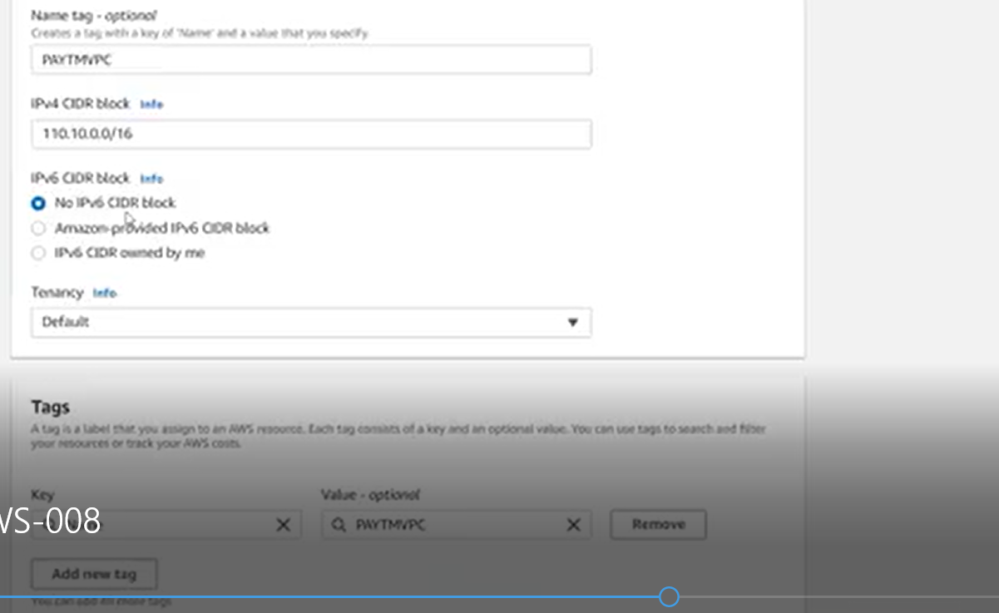 Name tag - optional
Creates a tag with a key of 'Name' and a value that you specify.
PAYTMVPC
IPv4 CIDR block Info
110.10.0.0/16
IPv6 CIDR block Info
No IPv6 CIDR block
Amazon-provided IPv6 CIDR block
IPv6 CIDR owned by me
Tenancy Info
Default
Tags
A tag is a label that you assign to an AWS resource. Each tag consists of a key and an optional value. You can use tags to search and filter
your resources or track your AWS costs.
Key Value - optional
WS-008 PAYTMVPC Remove
Add new tag
You can add 49 more tags.